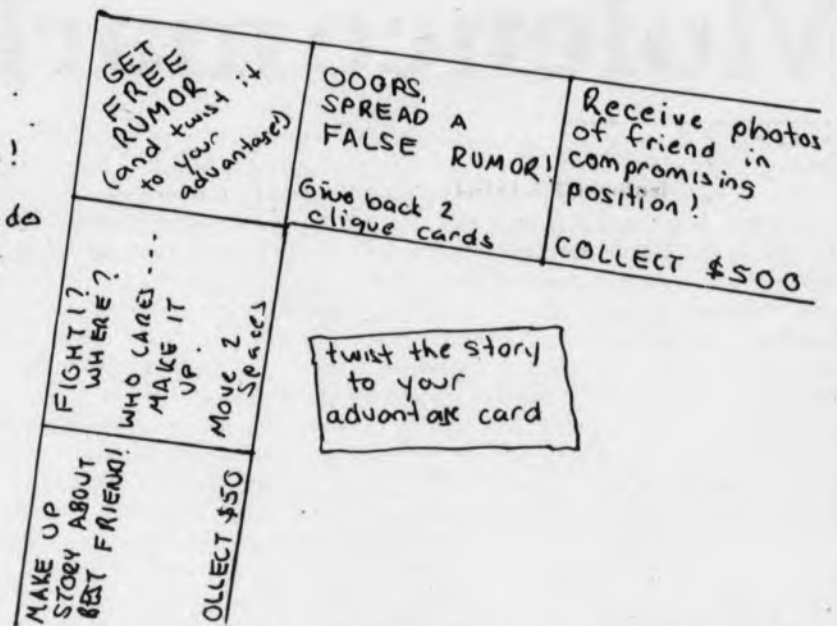 GET
FREE
RUMOR
(and twist it
to your
advantage!)
OOOPS,
SPREAD A
FALSE
RUMOR!
Give back 2
clique cards
Receive photos
of friend in
compromising
position!
COLLECT $500
!
do
FIGHT!?
WHERE?
WHO CARES...
MAKE IT
UP.
Move 2
spaces
twist the story
to your
advantage card
MAKE UP
STORY ABOUT
BEST FRIEND!
OLLECT $50